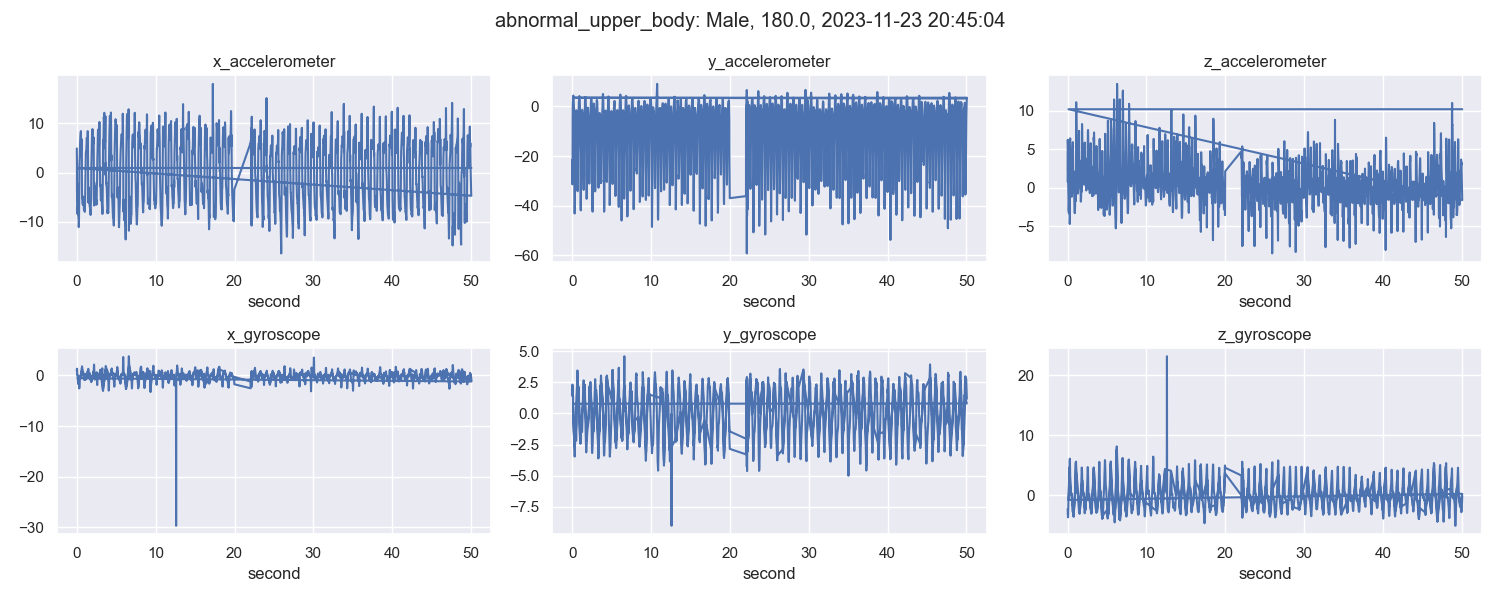 abnormal_upper_body: Male, 180.0, 2023-11-23 20:45:04
x_accelerometer
y_accelerometer
z_accelerometer
10
0
−10
0
−20
−40
−60
10
5
0
−5
0 10 20 30 40 50
0 10 20 30 40 50
0 10 20 30 40 50
second
second
second
x_gyroscope
y_gyroscope
z_gyroscope
0
−10
−20
−30
5.0
2.5
0.0
−2.5
−5.0
−7.5
20
10
0
0 10 20 30 40 50
0 10 20 30 40 50
0 10 20 30 40 50
second
second
second